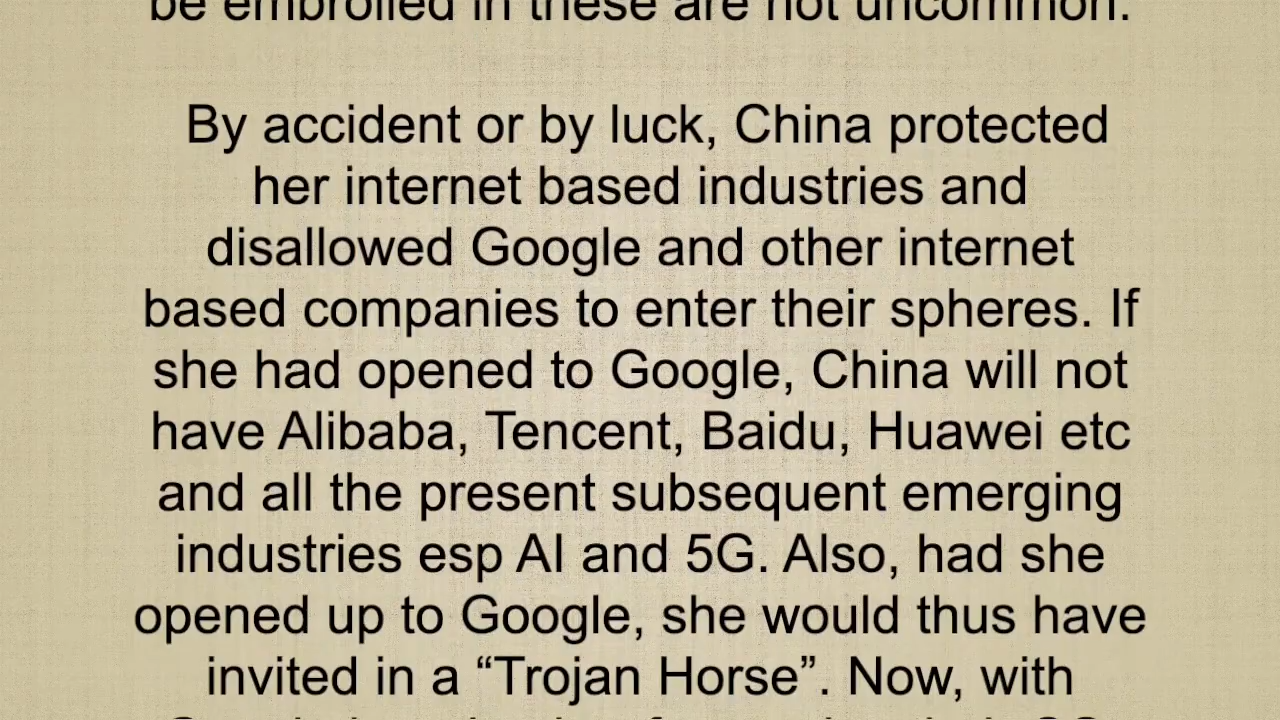 be embroiled in these are not uncommon.
By accident or by luck, China protected
her internet based industries and
disallowed Google and other internet
based companies to enter their spheres. If
she had opened to Google, China will not
have Alibaba, Tencent, Baidu, Huawei etc
and all the present subsequent emerging
industries esp AI and 5G. Also, had she
opened up to Google, she would thus have
invited in a “Trojan Horse”. Now, with